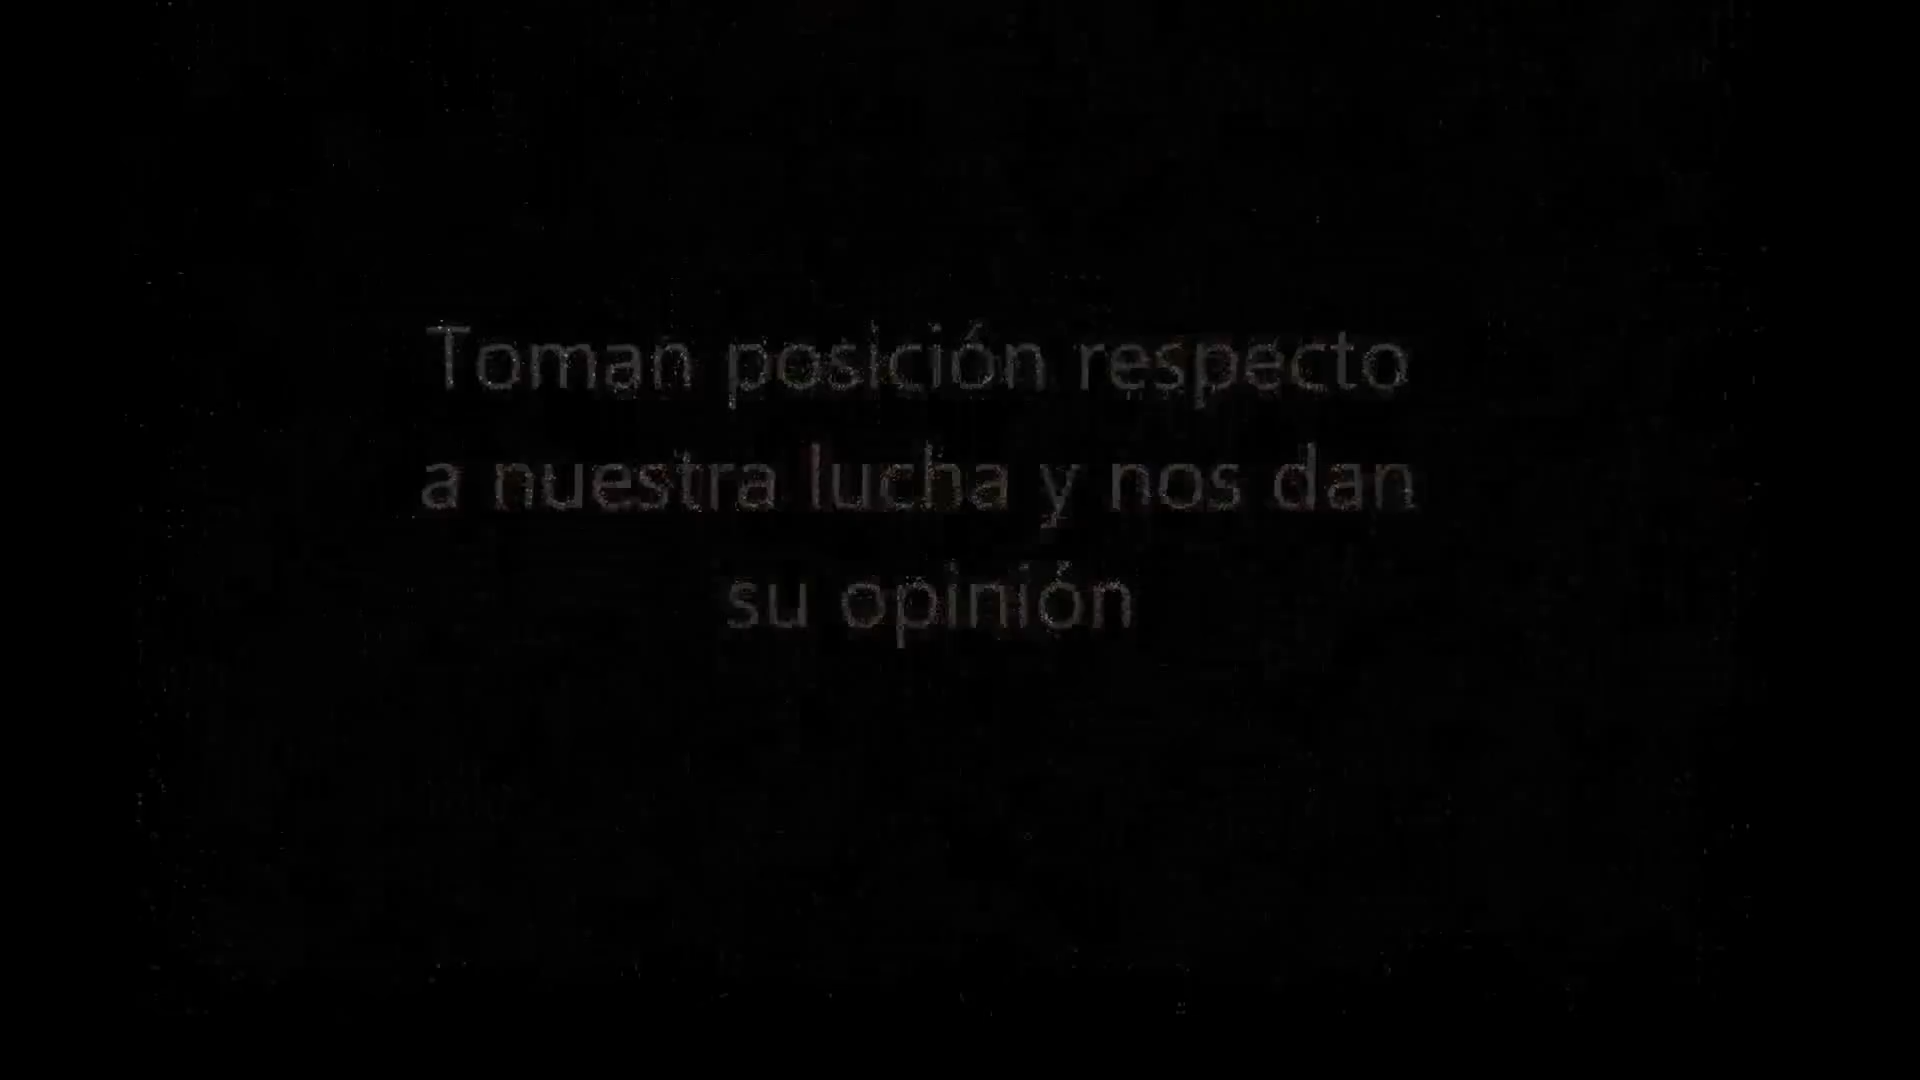 Toman posición respecto
a nuestra lucha y nos dan
su opinión